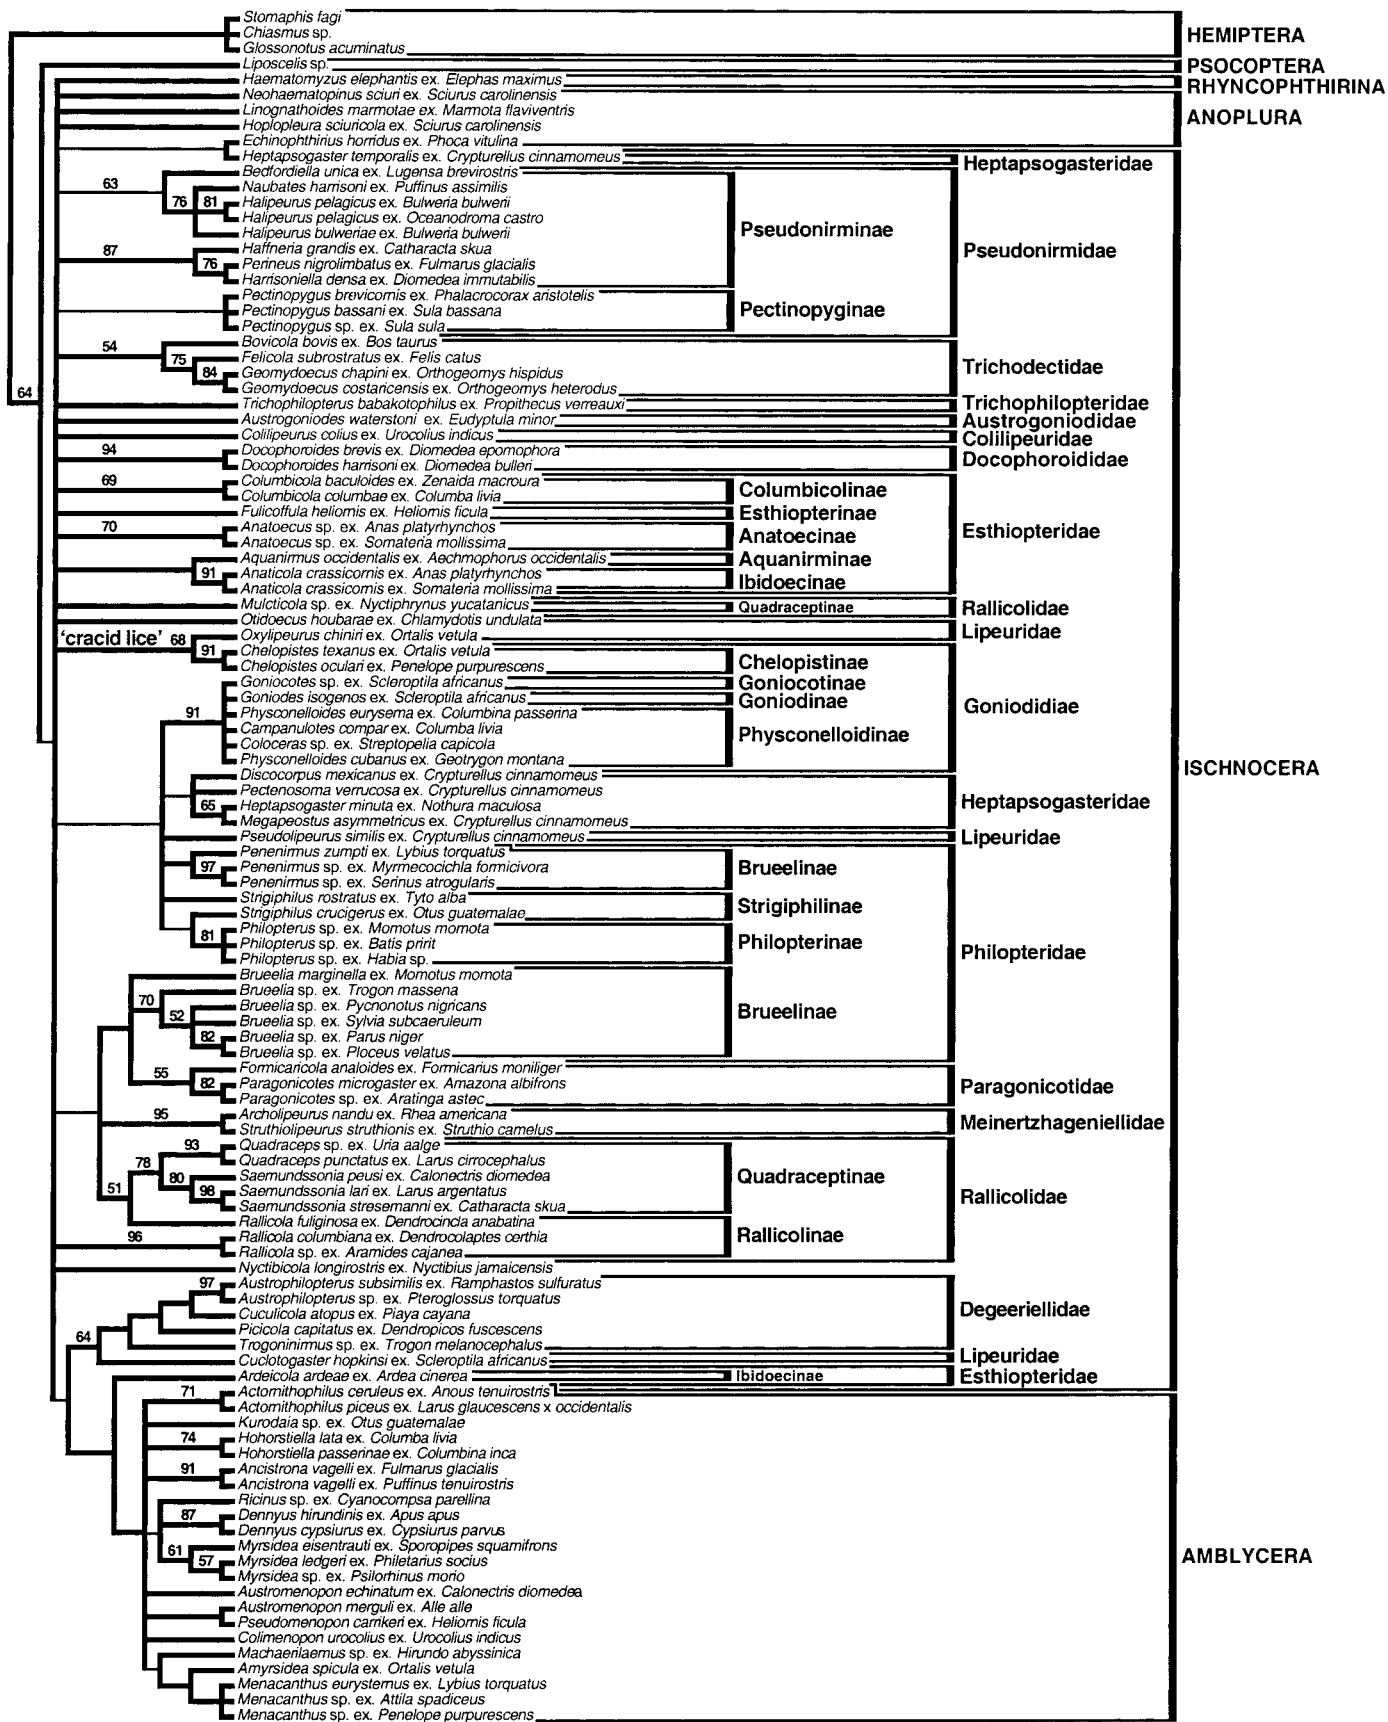 Stomaphis fagi
Chiasmus sp.
Glossonotus acuminatus
HEMIPTERA
Liposcelis sp.
PSOCOPTERA
Haematomyzus elephantis ex. Elephas maximus
RHYNCOPHTHIRINA
Neohaematopinus sciuri ex. Sciurus carolinensis
Linognathoides marmotae ex. Marmota flaviventris
ANOPLURA
Hoplopleura sciuricola ex. Sciurus carolinensis
Echinophthirius horridus ex. Phoca vitulina
Heptapsogaster temporalis ex. Crypturellus cinnamomeus
Heptapsogasteridae
Bedfordiella unica ex. Lugensa brevirostris
63
Naubates harrisoni ex. Puffinus assimilis
76
81
Halipeurus pelagicus ex. Bulweria bulwerii
Halipeurus pelagicus ex. Oceanodroma castro
Pseudonirminae
Halipeurus bulweriae ex. Bulweria bulwerii
87
Haffneria grandis ex. Catharacta skua
Pseudonirmidae
76
Perineus nigrolimbatus ex. Fulmarus glacialis
Harrisoniella densa ex. Diomedea immutabilis
Pectinopygus brevicornis ex. Phalacrocorax aristotelis
Pectinopygus bassani ex. Sula bassana
Pectinopyginae
Pectinopygus sp. ex. Sula sula
Bovicola bovis ex. Bos taurus
54
75
Felicola subrostratus ex. Felis catus
Trichodectidae
84
Geomydoecus chapini ex. Orthogeomys hispidus
Geomydoecus costaricensis ex. Orthogeomys heterodus
64
Trichophilopterus babakotophilus ex. Propithecus verreauxi
Trichophilopteridae
Austrogoniodes waterstoni ex. Eudyptula minor
Austrogoniodidae
Colilipeurus colius ex. Urocolius indicus
Colilipeuridae
94
Docophoroides brevis ex. Diomedea epomophora
Docophoroididae
Docophoroides harrisoni ex. Diomedea bulleri
69
Columbicola baculoides ex. Zenaida macroura
Columbicolinae
Columbicola columbae ex. Columba livia
Fulicoffula heliornis ex. Heliornis ficula
Esthiopterinae
70
Anatoecus sp. ex. Anas platyrhynchos
Anatoecinae
Esthiopteridae
Anatoecus sp. ex. Somateria mollissima
Aquanirmus occidentalis ex. Aechmophorus occidentalis
Aquanirminae
91
Anaticola crassicornis ex. Anas platyrhynchos
Ibidoecinae
Anaticola crassicornis ex. Somateria mollissima
Mulcticola sp. ex. Nyctiphrynus yucatanicus
Quadraceptinae
Rallicolidae
Otidoecus houbarae ex. Chlamydotis undulata
'cracid lice' 68
Oxylipeurus chiniri ex. Ortalis vetula
Lipeuridae
91
Chelopistes texanus ex. Ortalis vetula
Chelopistinae
Chelopistes oculari ex. Penelope purpurescens
Goniocotes sp. ex. Scleroptila africanus
Goniocotinae
Goniodes isogenos ex. Scleroptila africanus
Goniodinae
Goniodidiae
91
Physconelloides eurysema ex. Columbina passerina
Campanulotes compar ex. Columba livia
Physconelloidinae
Coloceras sp. ex. Streptopelia capicola
Physconelloides cubanus ex. Geotrygon montana
ISCHNOCERA
Discocorpus mexicanus ex. Crypturellus cinnamomeus
Pectenosoma verrucosa ex. Crypturellus cinnamomeus
65
Heptapsogaster minuta ex. Nothura maculosa
Heptapsogasteridae
Megapeostus asymmetricus ex. Crypturellus cinnamomeus
Pseudolipeurus similis ex. Crypturellus cinnamomeus
Lipeuridae
Penenirmus zumpti ex. Lybius torquatus
97
Penenirmus sp. ex. Myrmecocichla formicivora
Brueelinae
Penenirmus sp. ex. Serinus atrogularis
Strigiphilus rostratus ex. Tyto alba
Strigiphilinae
Strigiphilus crucigerus ex. Otus guatemalae
81
Philopterus sp. ex. Momotus momota
Philopterinae
Philopterus sp. ex. Batis pririt
Philopteridae
Philopterus sp. ex. Habia sp.
Brueelia marginella ex. Momotus momota
70
Brueelia sp. ex. Trogon massena
52
Brueelia sp. ex. Pycnonotus nigricans
Brueelinae
Brueelia sp. ex. Sylvia subcaeruleum
82
Brueelia sp. ex. Parus niger
Brueelia sp. ex. Ploceus velatus
55
Formicaricola analoides ex. Formicarius moniliger
82
Paragonicotes microgaster ex. Amazona albifrons
Paragonicotidae
Paragonicotes sp. ex. Aratinga astec
95
Archolipeurus nandu ex. Rhea americana
Meinertzhageniellidae
Struthiolipeurus struthionis ex. Struthio camelus
93
Quadraceps sp. ex. Uria aalge
78
Quadraceps punctatus ex. Larus cirrocephalus
80
Saemundssonia peusi ex. Calonectris diomedea
Quadraceptinae
51
98
Saemundssonia lari ex. Larus argentatus
Rallicolidae
Saemundssonia stresemanni ex. Catharacta skua
Rallicola fuliginosa ex. Dendrocincla anabatina
96
Rallicola columbiana ex. Dendrocolaptes certhia
Rallicolinae
Rallicola sp. ex. Aramides cajanea
Nyctibicola longirostris ex. Nyctibius jamaicensis
97
Austrophilopterus subsimilis ex. Ramphastos sulfuratus
Austrophilopterus sp. ex. Pteroglossus torquatus
Degeeriellidae
Cuculicola atopus ex. Piaya cayana
64
Picicola capitatus ex. Dendropicos fuscescens
Trogoninirmus sp. ex. Trogon melanocephalus
Cuclotogaster hopkinsi ex. Scleroptila africanus
Lipeuridae
Ardeicola ardeae ex. Ardea cinerea
Ibidoecinae
Esthiopteridae
71
Actornithophilus ceruleus ex. Anous tenuirostris
Actornithophilus piceus ex. Larus glaucescens x occidentalis
Kurodaia sp. ex. Otus guatemalae
74
Hohorstiella lata ex. Columba livia
Hohorstiella passerinae ex. Columbina inca
91
Ancistrona vagelli ex. Fulmarus glacialis
Ancistrona vagelli ex. Puffinus tenuirostris
Ricinus sp. ex. Cyanocompsa parellina
87
Dennyus hirundinis ex. Apus apus
Dennyus cypsiurus ex. Cypsiurus parvus
61
Myrsidea eisentrauti ex. Sporopipes squamifrons
57
Myrsidea ledgeri ex. Philetarius socius
AMBLYCERA
Myrsidea sp. ex. Psilorhinus morio
Austromenopon echinatum ex. Calonectris diomedea
Austromenopon merguli ex. Alle alle
Pseudomenopon carrikeri ex. Heliornis ficula
Colimenopon urocolius ex. Urocolius indicus
Machaerilaemus sp. ex. Hirundo abyssinica
Amyrsidea spicula ex. Ortalis vetula
Menacanthus eurysternus ex. Lybius torquatus
Menacanthus sp. ex. Attila spadiceus
Menacanthus sp. ex. Penelope purpurescens